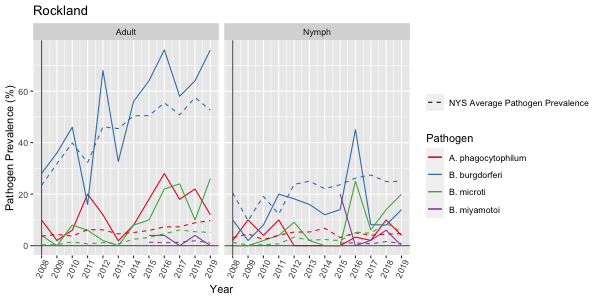 Rockland
Adult
Nymph
Pathogen Prevalence (%)
60
40
20
0
2008 2009 2010 2011 2012 2013 2014 2015 2016 2017 2018 2019
2008 2009 2010 2011 2012 2013 2014 2015 2016 2017 2018 2019
Year
NYS Average Pathogen Prevalence
Pathogen
A. phagocytophilum
B. burgdorferi
B. microti
B. miyamotoi